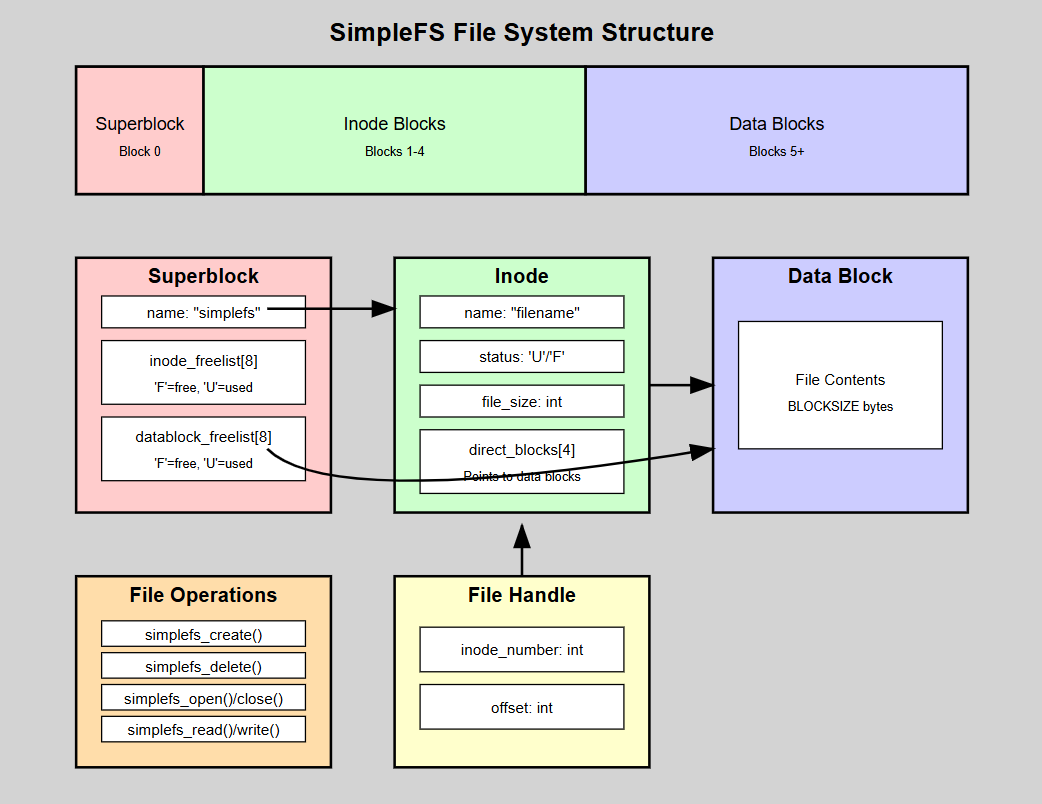 SimpleFS File System Structure
Superblock
Block 0
Inode Blocks
Blocks 1-4
Data Blocks
Blocks 5+
Superblock
name: "simplefs"
inode_freelist[8]
'F'=free, 'U'=used
datablock_freelist[8]
'F'=free, 'U'=used
Inode
name: "filename"
status: 'U'/'F'
file_size: int
direct_blocks[4]
Points to data blocks
Data Block
File Contents
BLOCKSIZE bytes
File Operations
simplefs_create()
simplefs_delete()
simplefs_open()/close()
simplefs_read()/write()
File Handle
inode_number: int
offset: int